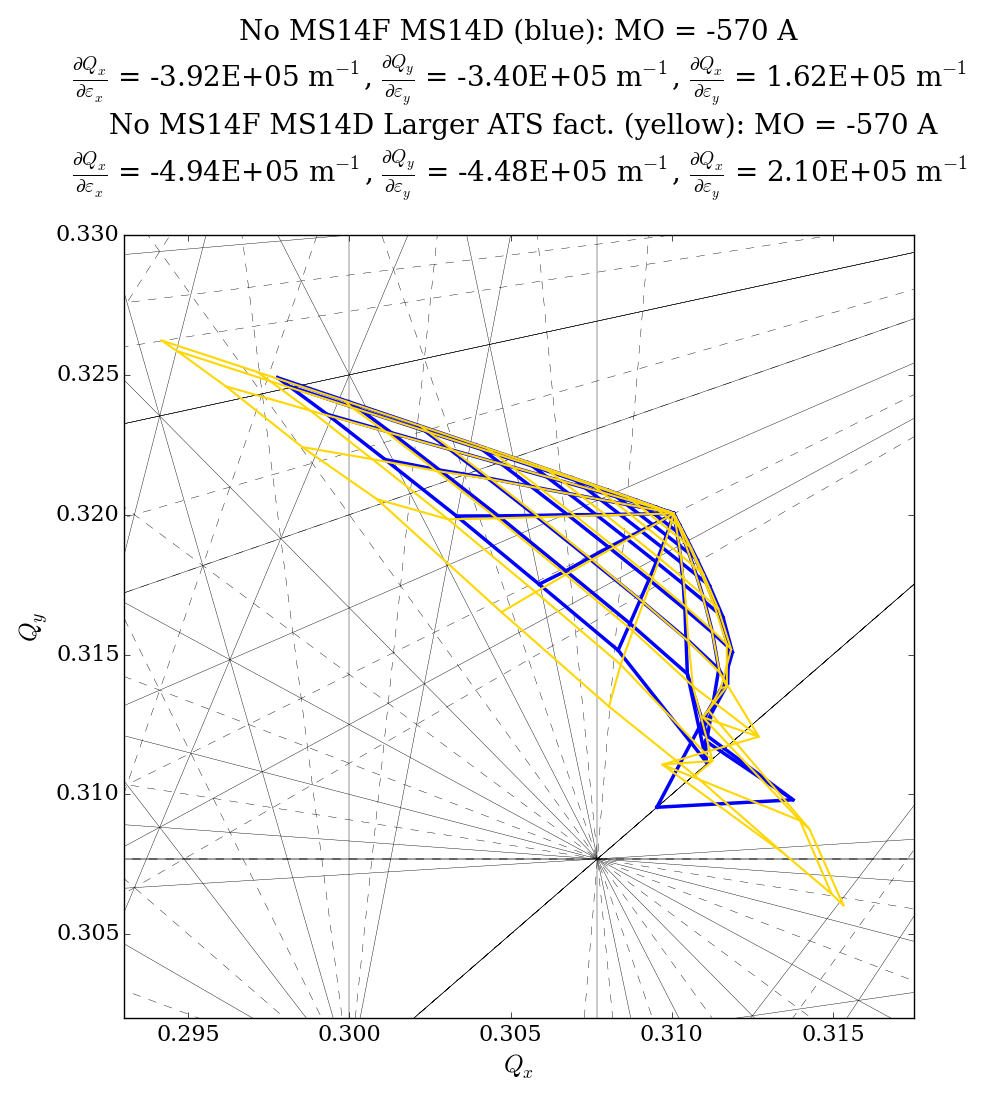 No MS14F MS14D (blue): MO = -570 A
∂Qx/∂εx = -3.92E+05 m⁻¹, ∂Qy/∂εy = -3.40E+05 m⁻¹, ∂Qx/∂εy = 1.62E+05 m⁻¹
No MS14F MS14D Larger ATS fact. (yellow): MO = -570 A
∂Qx/∂εx = -4.94E+05 m⁻¹, ∂Qy/∂εy = -4.48E+05 m⁻¹, ∂Qx/∂εy = 2.10E+05 m⁻¹
0.330
0.325
0.320
0.315
0.310
0.305
Qy
0.295 0.300 0.305 0.310 0.315
Qx